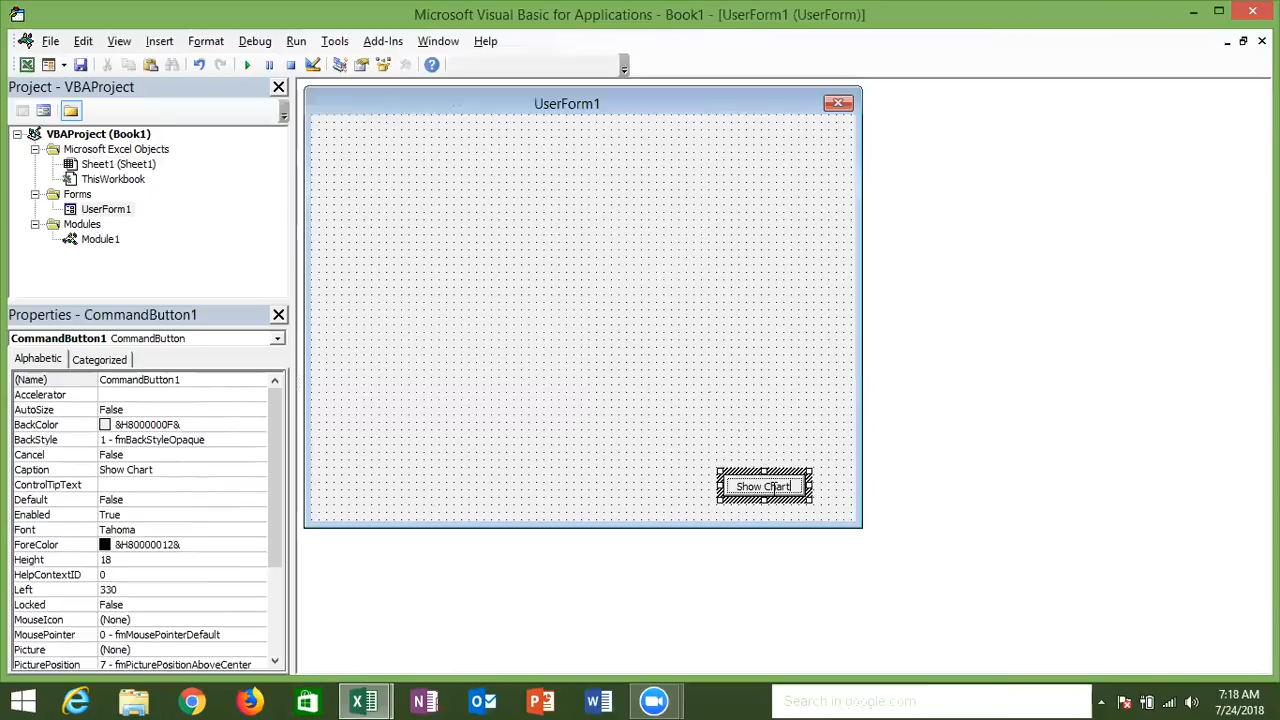 Microsoft Visual Basic for Applications - Book1 - [UserForm1 (UserForm)]
File Edit View Insert Format Debug Run Tools Add-Ins Window Help
Project - VBAProject
VBAProject (Book1)
Microsoft Excel Objects
Sheet1 (Sheet1)
ThisWorkbook
Forms
UserForm1
Modules
Module1
Properties - CommandButton1
CommandButton1 CommandButton
Alphabetic Categorized
(Name) CommandButton1
Accelerator
AutoSize False
BackColor &H8000000F&
BackStyle 1 - fmBackStyleOpaque
Cancel False
Caption Show Chart
ControlTipText
Default False
Enabled True
Font Tahoma
ForeColor &H80000012&
Height 18
HelpContextID 0
Left 330
Locked False
MouseIcon (None)
MousePointer 0 - fmMousePointerDefault
Picture (None)
PicturePosition 7 - fmPicturePositionAboveCenter
UserForm1
Show Chart
Search in google.com
7:18 AM
7/24/2018